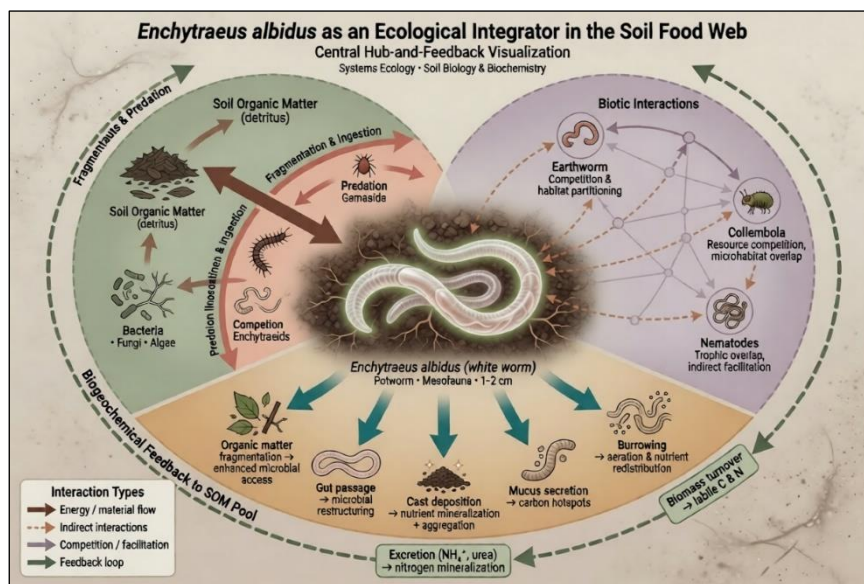 Enchytraeus albidus as an Ecological Integrator in the Soil Food Web
Central Hub-and-Feedback Visualization
Systems Ecology · Soil Biology & Biochemistry
Fragmentauts & Predation
Soil Organic Matter
(detritus)
Soil Organic Matter
(detritus)
Bacteria
· Fungi · Algae
Fragmentation & Ingestion
Predation
Gamasida
Competion
Enchytraeids
Predaion & ingestion
Biotic Interactions
Earthworm
Competition &
habitat partitioning
Collembola
Resource competition,
microhabitat overlap
Nematodes
Trophic overlap,
indirect facilitation
Enchytraeus albidus (white worm)
Potworm · Mesofauna · 1-2 cm
Organic matter
fragmentation →
enhanced microbial
access
Gut passage
→ microbial
restructuring
Cast deposition
→ nutrient mineralization
+ aggregation
Mucus secretion
→ carbon hotspots
Burrowing
→ aeration & nutrient
redistribution
Biogeochemical Feedback to SOM Pool
Biomass turnover
→ labile C & N
Excretion (NH₄⁺, urea)
→ nitrogen mineralization
Interaction Types
Energy / material flow
Indirect interactions
Competition / facilitation
Feedback loop